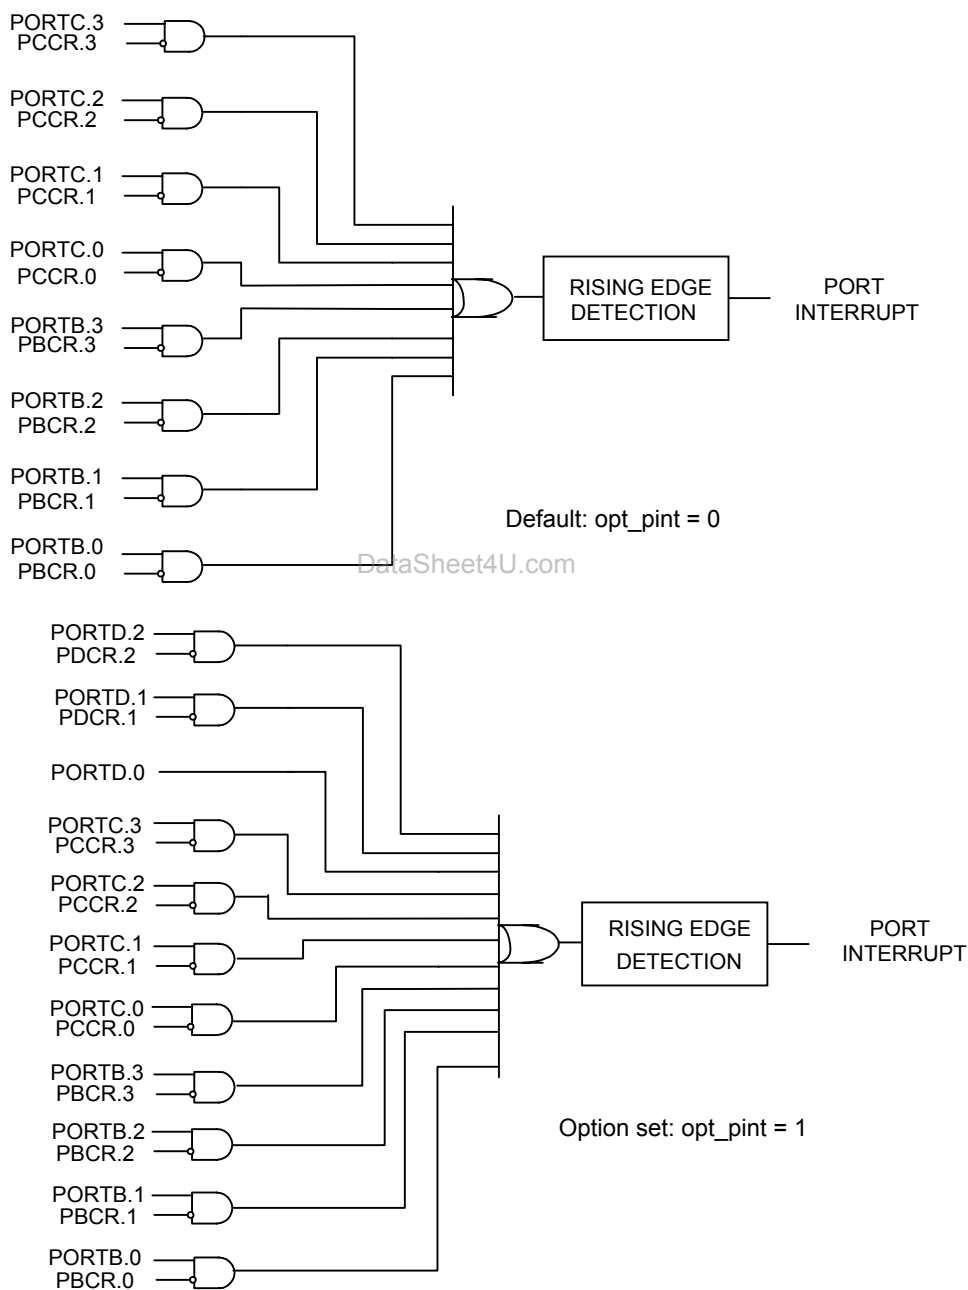 PORTC.3
PCCR.3
PORTC.2
PCCR.2
PORTC.1
PCCR.1
PORTC.0
PCCR.0
PORTB.3
PBCR.3
PORTB.2
PBCR.2
PORTB.1
PBCR.1
PORTB.0
PBCR.0
RISING EDGE
DETECTION
PORT
INTERRUPT
Default: opt_pint = 0
DataSheet4U.com
PORTD.2
PDCR.2
PORTD.1
PDCR.1
PORTD.0
PORTC.3
PCCR.3
PORTC.2
PCCR.2
PORTC.1
PCCR.1
PORTC.0
PCCR.0
PORTB.3
PBCR.3
PORTB.2
PBCR.2
PORTB.1
PBCR.1
PORTB.0
PBCR.0
RISING EDGE
DETECTION
PORT
INTERRUPT
Option set: opt_pint = 1